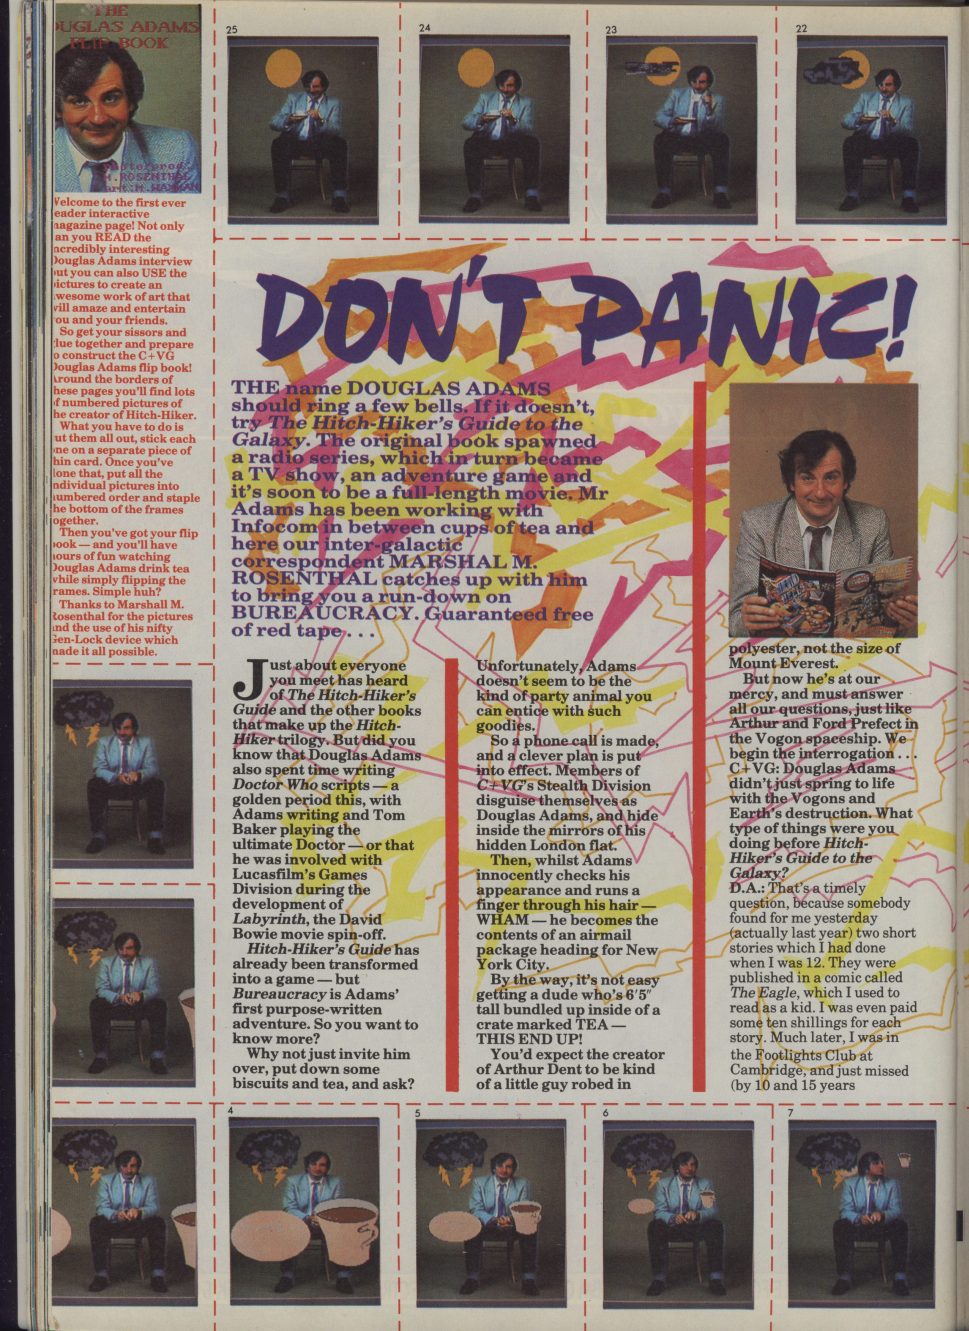 THE
DOUGLAS ADAMS
FLIP BOOK
Photo/prod:
M. ROSENTHAL
art: M.
Welcome to the first ever
reader interactive
magazine page! Not only
can you READ the
incredibly interesting
Douglas Adams interview
but you can also USE the
pictures to create an
awesome work of art that
will amaze and entertain
you and your friends.
So get your sissors and
glue together and prepare
to construct the C+VG
Douglas Adams flip book!
Around the borders of
these pages you'll find lots
of numbered pictures of
the creator of Hitch-Hiker.
What you have to do is
cut them all out, stick each
one on a separate piece of
thin card. Once you've
done that, put all the
individual pictures into
numbered order and staple
the bottom of the frames
together.
Then you've got your flip
book — and you'll have
hours of fun watching
Douglas Adams drink tea
while simply flipping the
frames. Simple huh?
Thanks to Marshall M.
Rosenthal for the pictures
and the use of his nifty
Gen-Lock device which
made it all possible.
25
24
23
22
DON'T PANIC!
THE name DOUGLAS ADAMS
should ring a few bells. If it doesn't,
try The Hitch-Hiker's Guide to the
Galaxy. The original book spawned
a radio series, which in turn became
a TV show, an adventure game and
it's soon to be a full-length movie. Mr
Adams has been working with
Infocom in between cups of tea and
here our inter-galactic
correspondent MARSHAL M.
ROSENTHAL catches up with him
to bring you a run-down on
BUREAUCRACY. Guaranteed free
of red tape . . .
Just about everyone
you meet has heard
of The Hitch-Hiker's
Guide and the other books
that make up the Hitch-
Hiker trilogy. But did you
know that Douglas Adams
also spent time writing
Doctor Who scripts — a
golden period this, with
Adams writing and Tom
Baker playing the
ultimate Doctor — or that
he was involved with
Lucasfilm's Games
Division during the
development of
Labyrinth, the David
Bowie movie spin-off.
Hitch-Hiker's Guide has
already been transformed
into a game — but
Bureaucracy is Adams'
first purpose-written
adventure. So you want to
know more?
Why not just invite him
over, put down some
biscuits and tea, and ask?
Unfortunately, Adams
doesn't seem to be the
kind of party animal you
can entice with such
goodies.
So a phone call is made,
and a clever plan is put
into effect. Members of
C+VG's Stealth Division
disguise themselves as
Douglas Adams, and hide
inside the mirrors of his
hidden London flat.
Then, whilst Adams
innocently checks his
appearance and runs a
finger through his hair —
WHAM — he becomes the
contents of an airmail
package heading for New
York City.
By the way, it's not easy
getting a dude who's 6'5"
tall bundled up inside of a
crate marked TEA —
THIS END UP!
You'd expect the creator
of Arthur Dent to be kind
of a little guy robed in
polyester, not the size of
Mount Everest.
But now he's at our
mercy, and must answer
all our questions, just like
Arthur and Ford Prefect in
the Vogon spaceship. We
begin the interrogation . . .
C+VG: Douglas Adams
didn't just spring to life
with the Vogons and
Earth's destruction. What
type of things were you
doing before Hitch-
Hiker's Guide to the
Galaxy?
D.A.: That's a timely
question, because somebody
found for me yesterday
(actually last year) two short
stories which I had done
when I was 12. They were
published in a comic called
The Eagle, which I used to
read as a kid. I was even paid
some ten shillings for each
story. Much later, I was in
the Footlights Club at
Cambridge, and just missed
(by 10 and 15 years
4
5
6
7